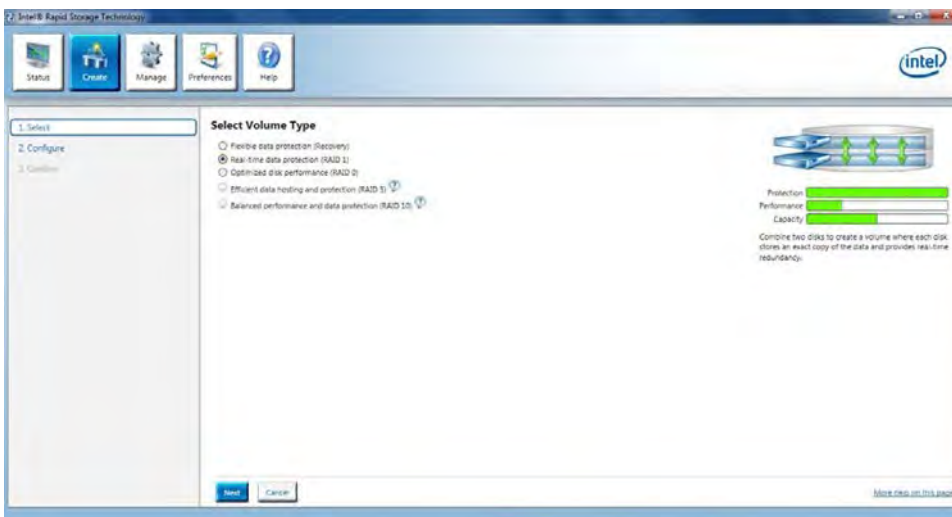 Intel® Rapid Storage Technology
Status
Create
Manage
Preferences
Help
intel
1. Select
2. Configure
3. Confirm
Select Volume Type
Flexible data protection (Recovery)
Real-time data protection (RAID 1)
Optimized disk performance (RAID 0)
Efficient data hosting and protection (RAID 5) ?
Balanced performance and data protection (RAID 10) ?
Protection
Performance
Capacity
Combine two disks to create a volume where each disk
stores an exact copy of the data and provides real-time
redundancy.
Next
Cancel
More help on this page